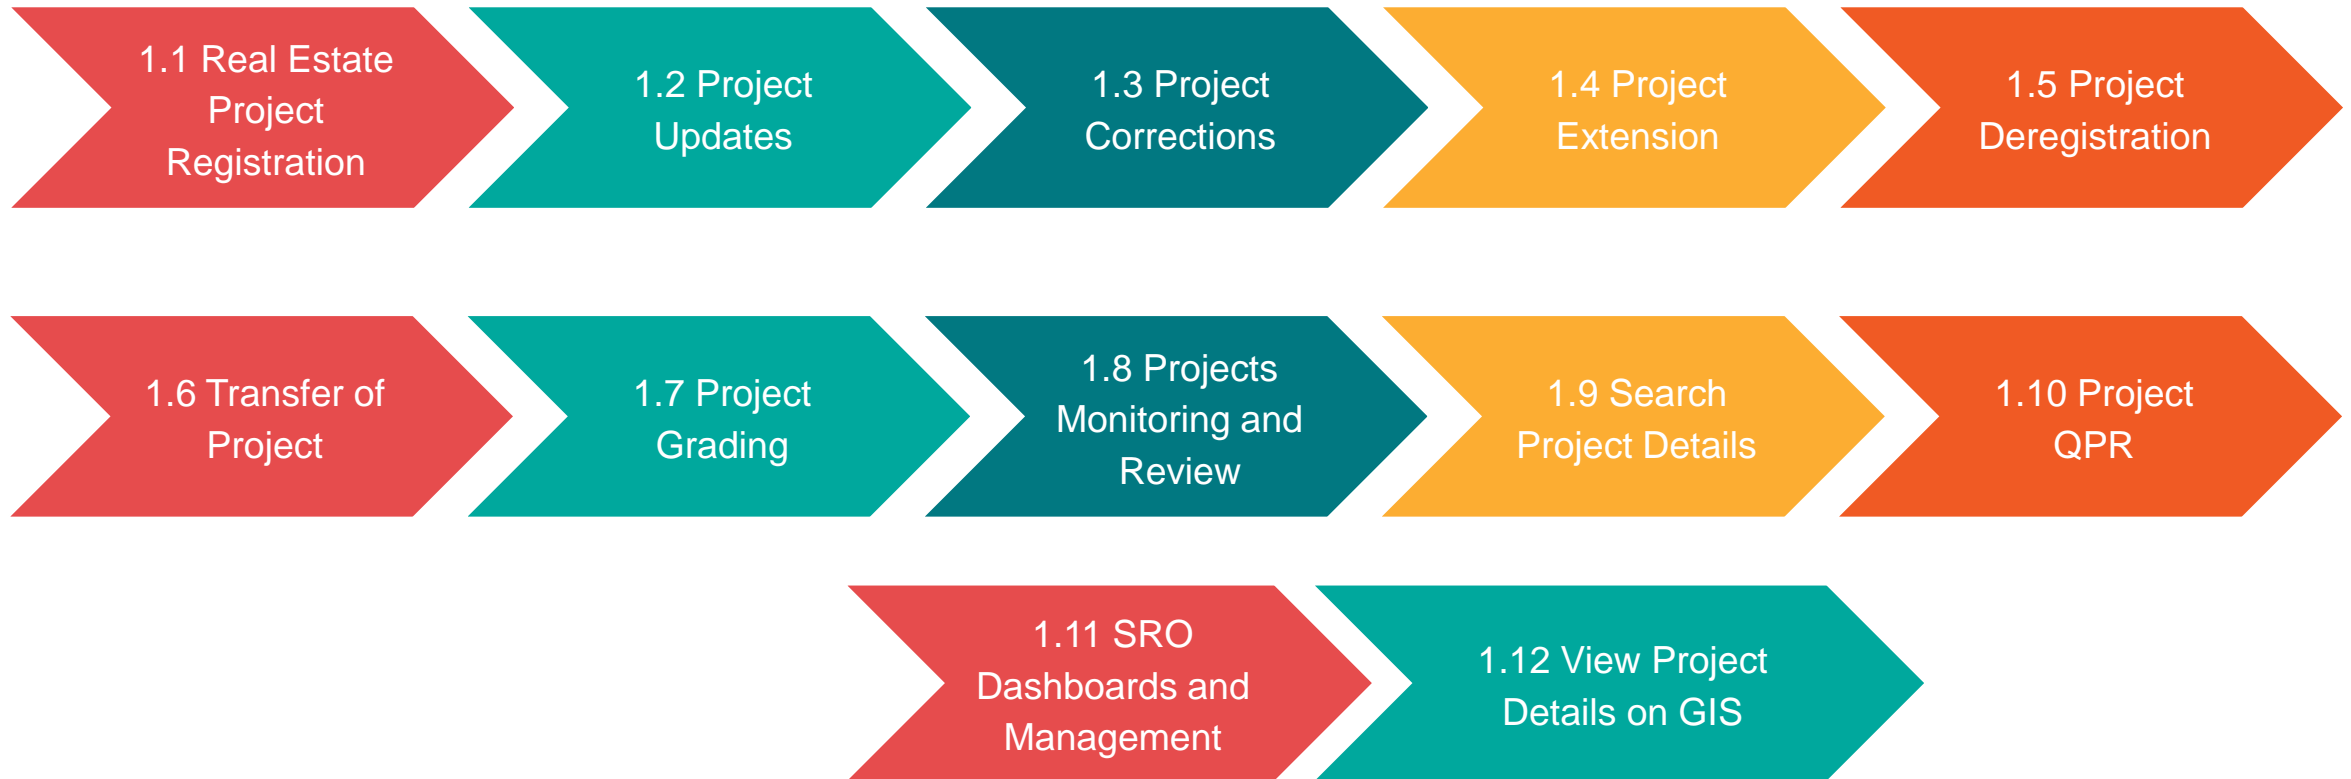 1.1 Real Estate
Project
Registration
1.2 Project
Updates
1.3 Project
Corrections
1.4 Project
Extension
1.5 Project
Deregistration
1.6 Transfer of
Project
1.7 Project
Grading
1.8 Projects
Monitoring and
Review
1.9 Search
Project Details
1.10 Project
QPR
1.11 SRO
Dashboards and
Management
1.12 View Project
Details on GIS